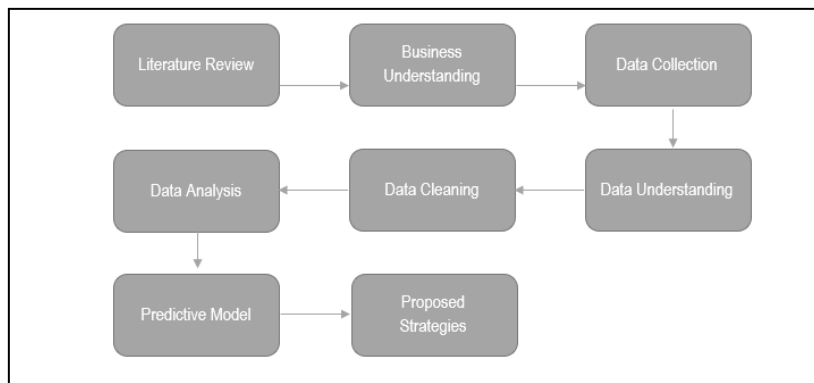 Literature Review
Business
Understanding
Data Collection
Data Understanding
Data Cleaning
Data Analysis
Predictive Model
Proposed
Strategies